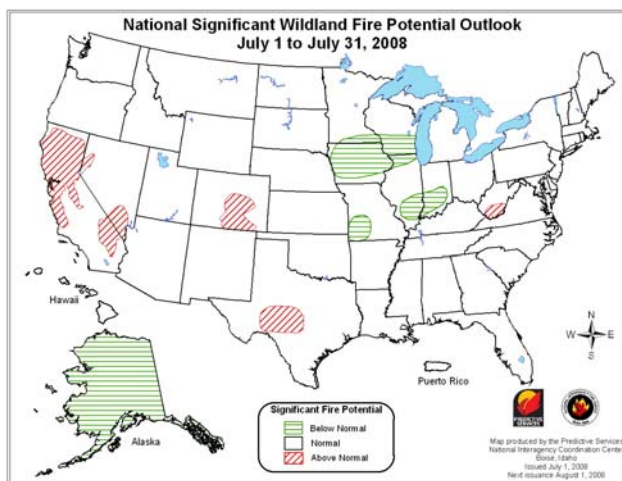 National Significant Wildland Fire Potential Outlook
July 1 to July 31, 2008
Hawaii
Alaska
Puerto Rico
N
W E
S
Significant Fire Potential
Below Normal
Normal
Above Normal
PREDICTIVE
SERVICES
Map produced by the Predictive Services
National Interagency Coordination Center
Boise, Idaho
Issued July 1, 2008
Next issuance August 1, 2008